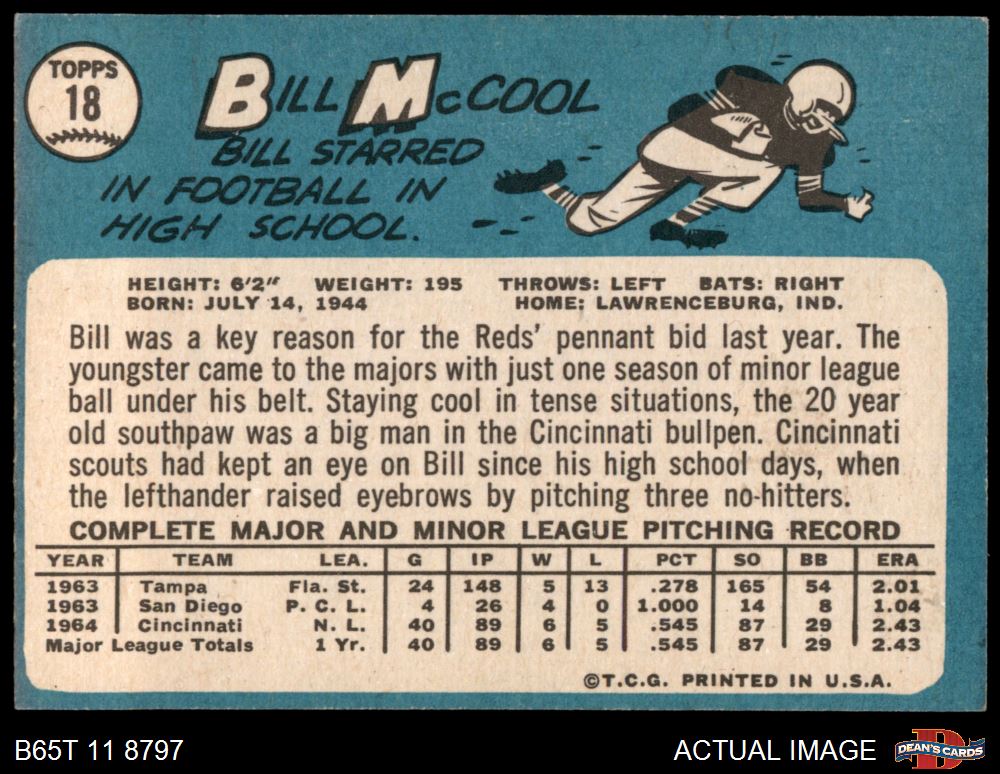 TOPPS
18
BILL McCOOL
BILL STARRED
IN FOOTBALL IN
HIGH SCHOOL.
HEIGHT: 6'2" WEIGHT: 195 THROWS: LEFT BATS: RIGHT
BORN: JULY 14, 1944 HOME: LAWRENCEBURG, IND.
Bill was a key reason for the Reds' pennant bid last year. The
youngster came to the majors with just one season of minor league
ball under his belt. Staying cool in tense situations, the 20 year
old southpaw was a big man in the Cincinnati bullpen. Cincinnati
scouts had kept an eye on Bill since his high school days, when
the lefthander raised eyebrows by pitching three no-hitters.
COMPLETE MAJOR AND MINOR LEAGUE PITCHING RECORD
YEAR TEAM LEA. G IP W L PCT SO BB ERA
1963 Tampa Fla. St. 24 148 5 13 .278 165 54 2.01
1963 San Diego P. C. L. 4 26 4 0 1.000 14 8 1.04
1964 Cincinnati N. L. 40 89 6 5 .545 87 29 2.43
Major League Totals 1 Yr. 40 89 6 5 .545 87 29 2.43
©T.C.G. PRINTED IN U.S.A.
B65T 11 8797 ACTUAL IMAGE
D
DEAN'S CARDS